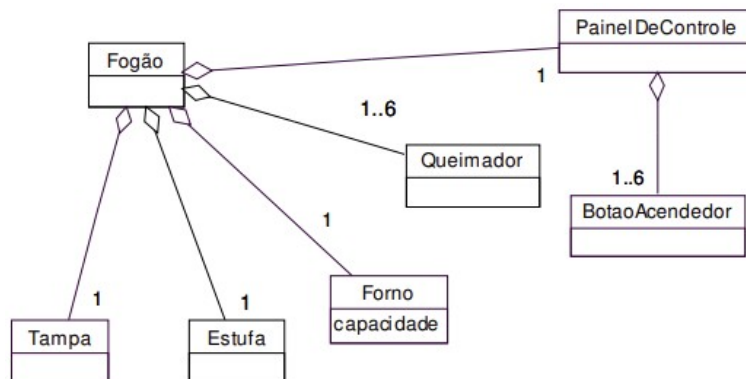 PainelDeControle
Fogão
1
1..6
Queimador
1..6
BotaoAcendedor
1
Forno
capacidade
1
1
Tampa
Estufa